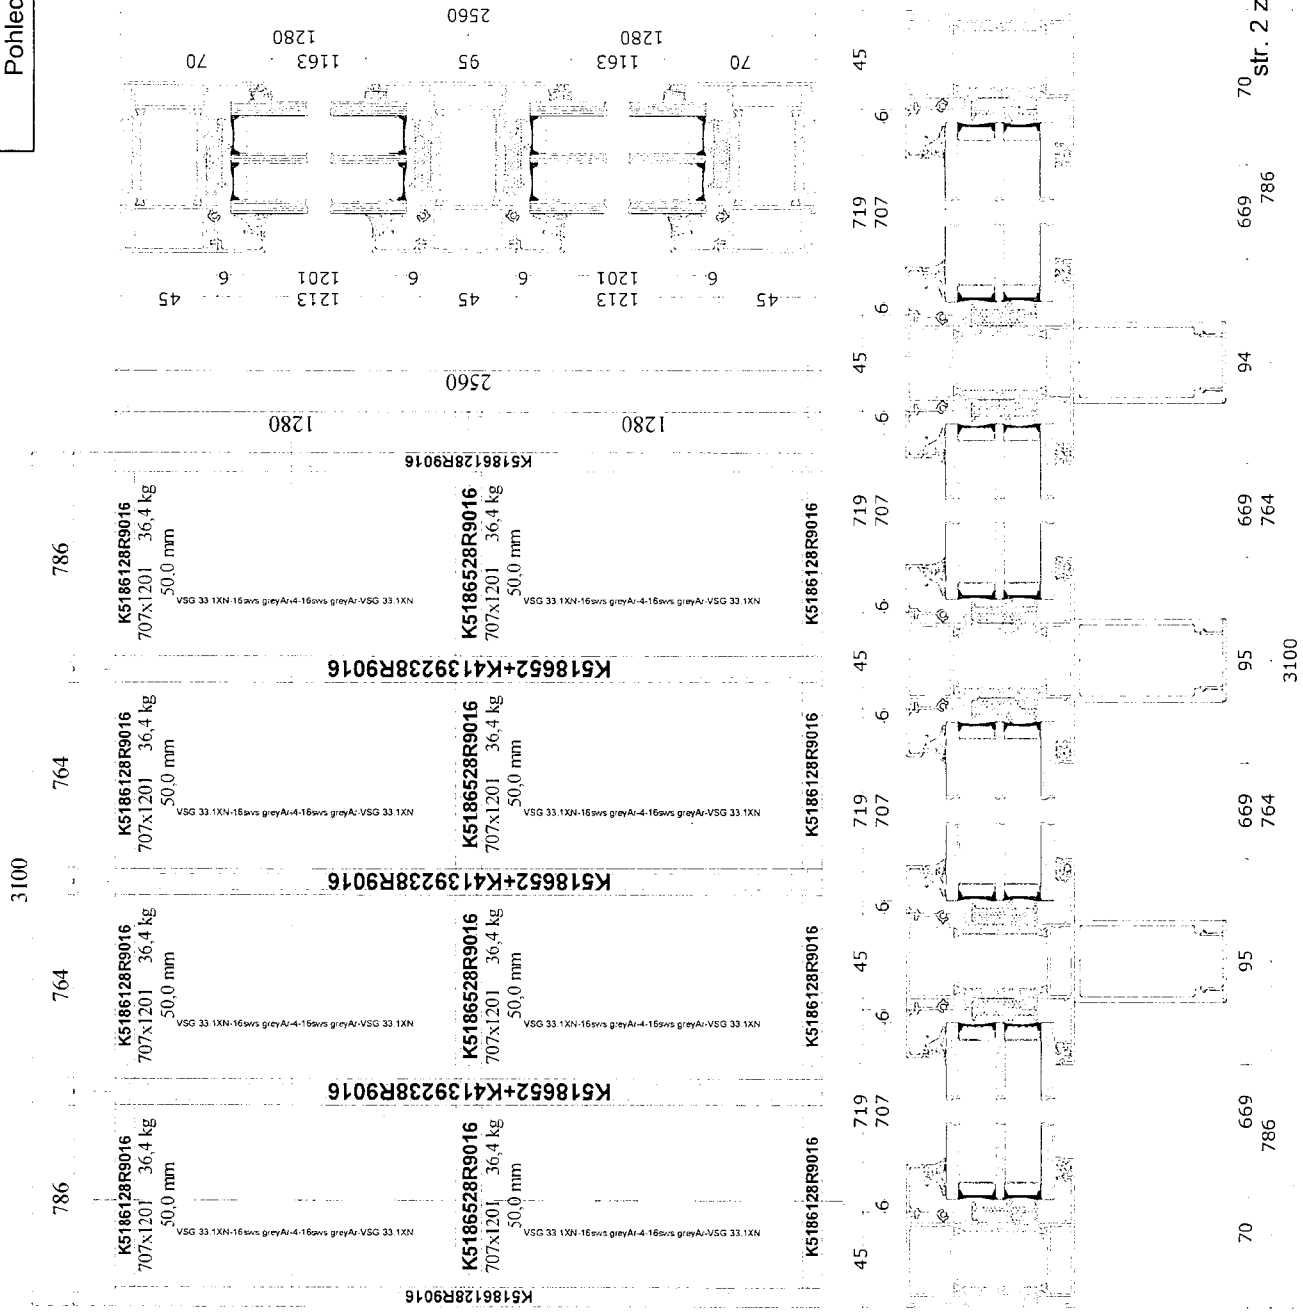 Pohled
2560
1280 1280
70 1163 95 1163 70
6 1201 6 6 1201 6
45 1213 45 1213 45
2560
1280 1280
K5186128R9016
786
K5186128R9016
707x1201 36,4 kg
50,0 mm
VSG 33.1XN-16sws greyAr-4-16sws greyAr-VSG 33.1XN
K5186528R9016
707x1201 36,4 kg
50,0 mm
VSG 33.1XN-16sws greyAr-4-16sws greyAr-VSG 33.1XN
K5186128R9016
K518652+K4139238R9016
764
K5186128R9016
707x1201 36,4 kg
50,0 mm
VSG 33.1XN-16sws greyAr-4-16sws greyAr-VSG 33.1XN
K5186528R9016
707x1201 36,4 kg
50,0 mm
VSG 33.1XN-16sws greyAr-4-16sws greyAr-VSG 33.1XN
K5186128R9016
3100
K518652+K4139238R9016
764
K5186128R9016
707x1201 36,4 kg
50,0 mm
VSG 33.1XN-16sws greyAr-4-16sws greyAr-VSG 33.1XN
K5186528R9016
707x1201 36,4 kg
50,0 mm
VSG 33.1XN-16sws greyAr-4-16sws greyAr-VSG 33.1XN
K5186128R9016
K518652+K4139238R9016
786
K5186128R9016
707x1201 36,4 kg
50,0 mm
VSG 33.1XN-16sws greyAr-4-16sws greyAr-VSG 33.1XN
K5186528R9016
707x1201 36,4 kg
50,0 mm
VSG 33.1XN-16sws greyAr-4-16sws greyAr-VSG 33.1XN
K5186128R9016
K5186128R9016
45 6 719 6 45 6 719 6 45 6 719 6 45 6 719 6 45
707 707 707 707
70 669 94 669 95 669 95 669 70
786 764 764 786
3100
str. 2 z